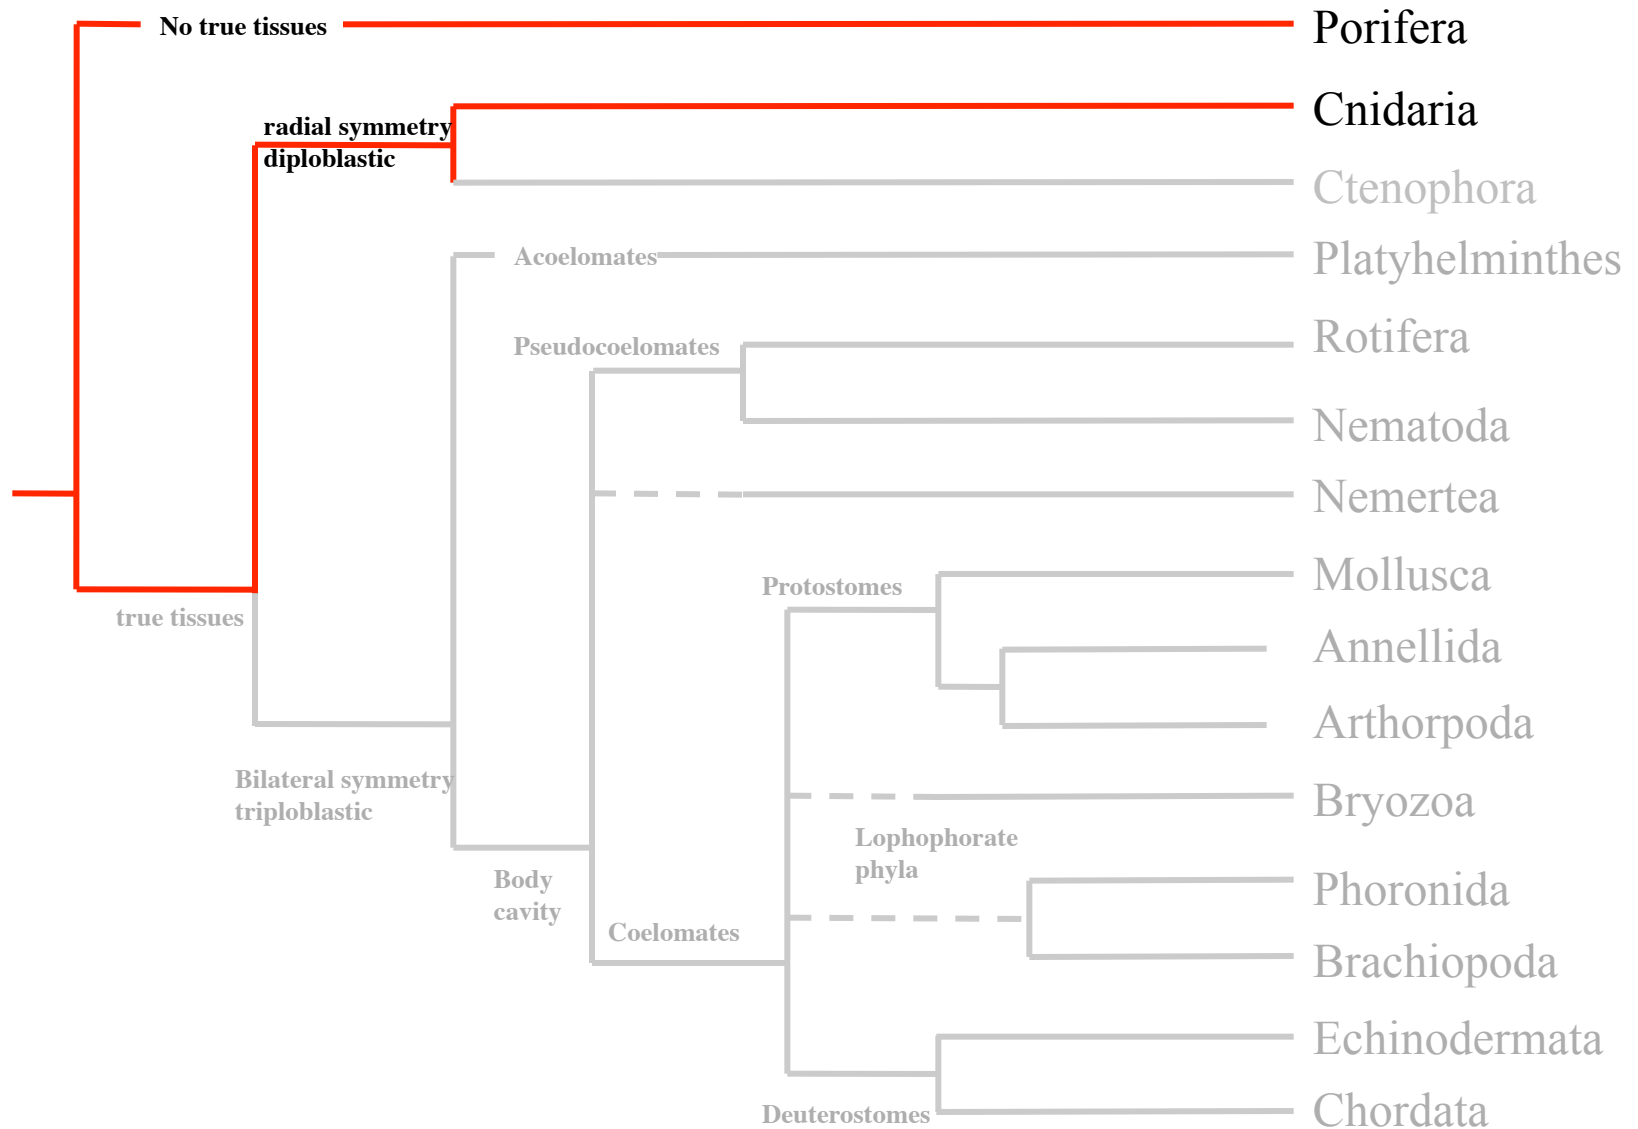 No true tissues
Porifera
radial symmetry
diploblastic
Cnidaria
Ctenophora
Acoelomates
Platyhelminthes
Pseudocoelomates
Rotifera
Nematoda
Nemertea
Protostomes
Mollusca
true tissues
Annellida
Arthorpoda
Bilateral symmetry
triploblastic
Bryozoa
Lophophorate
phyla
Body
cavity
Phoronida
Coelomates
Brachiopoda
Echinodermata
Deuterostomes
Chordata